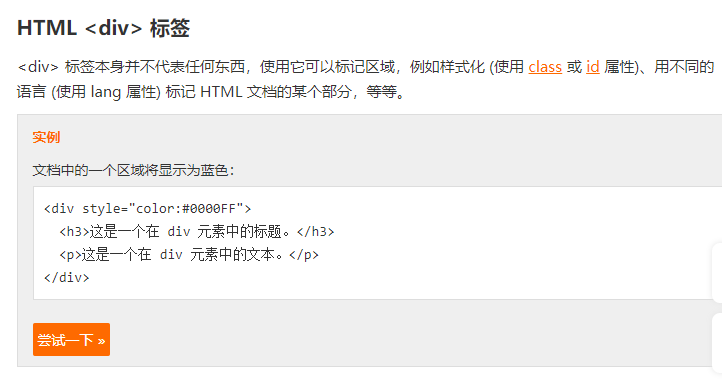 HTML <div> 标签
<div> 标签本身并不代表任何东西，使用它可以标记区域，例如样式化 (使用 class 或 id 属性)、用不同的
语言 (使用 lang 属性) 标记 HTML 文档的某个部分，等等。
实例
文档中的一个区域将显示为蓝色：
<div style="color:#0000FF">
  <h3>这是一个在 div 元素中的标题。</h3>
  <p>这是一个在 div 元素中的文本。</p>
</div>
尝试一下 »